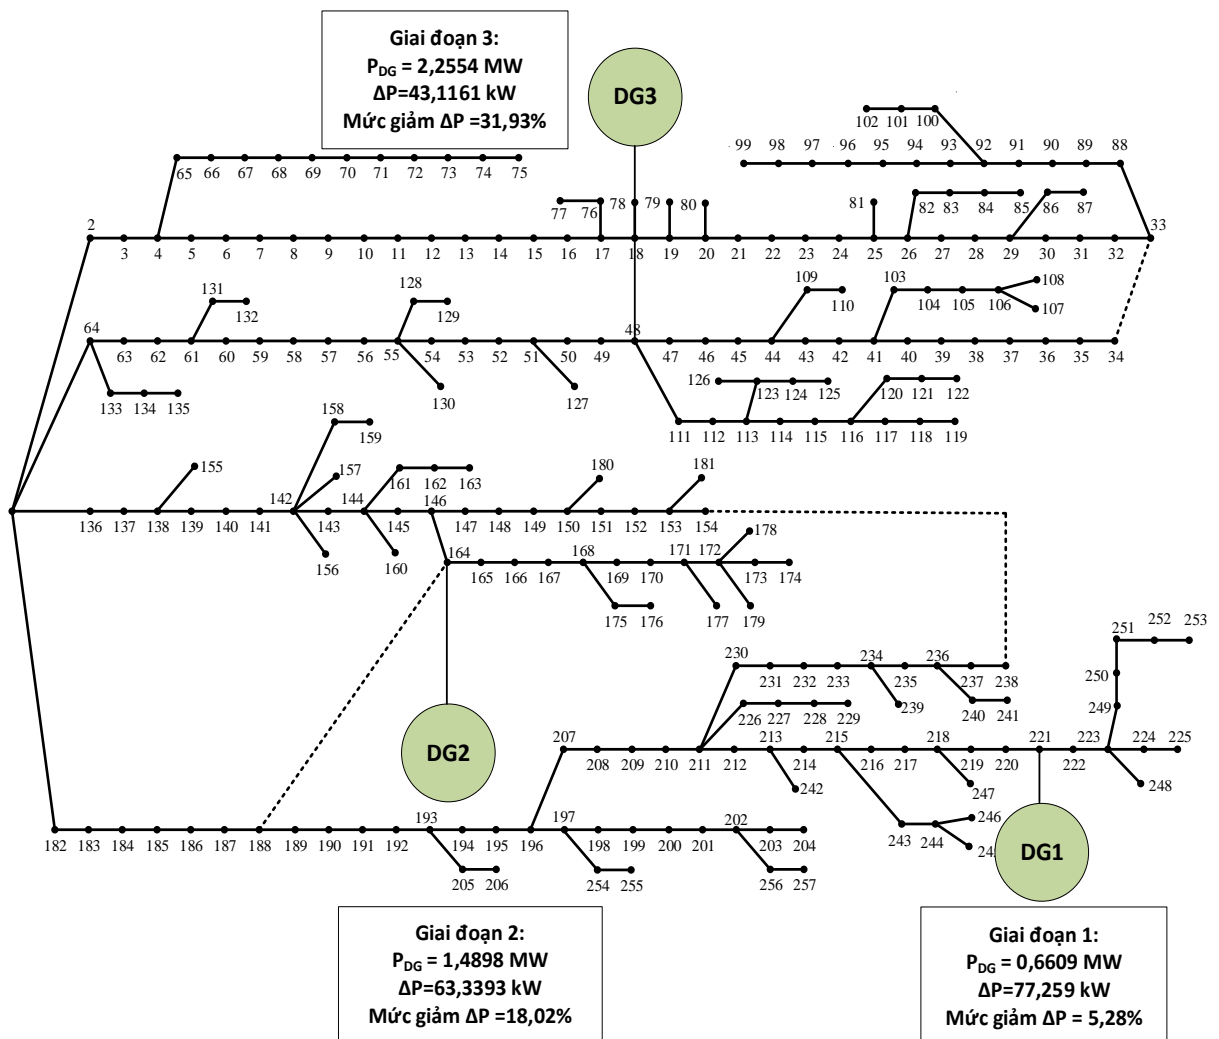 Giai đoạn 3:
P_DG = 2,2554 MW
ΔP=43,1161 kW
Mức giảm ΔP =31,93%
DG3
102 101 100
99 98 97 96 95 94 93 92 91 90 89 88
65 66 67 68 69 70 71 72 73 74 75
77 76 78 79 80 81 82 83 84 85 86 87
2 33
3 4 5 6 7 8 9 10 11 12 13 14 15 16 17 18 19 20 21 22 23 24 25 26 27 28 29 30 31 32
131 132 128 129 109 110 103 104 105 106 108 107
64 48
63 62 61 60 59 58 57 56 55 54 53 52 51 50 49 47 46 45 44 43 42 41 40 39 38 37 36 35 34
133 134 135 130 127 126 123 124 125 120 121 122
111 112 113 114 115 116 117 118 119
158 159
155 157 161 162 163 180 181
142 144 146
136 137 138 139 140 141 143 145 147 148 149 150 151 152 153 154
156 160 164 168 171 172 178
165 166 167 169 170 173 174
175 176 177 179
251 252 253
230 234 236 250
231 232 233 235 237 238
226 227 228 229 239 240 241 249
DG2
207 213 215 218 221 223 224 225
208 209 210 211 212 214 216 217 219 220 222
242 247 248
193 197 202 243 244 246
182 183 184 185 186 187 188 189 190 191 192 194 195 196 198 199 200 201 203 204
DG1
205 206 254 255 256 257
Giai đoạn 2:
P_DG = 1,4898 MW
ΔP=63,3393 kW
Mức giảm ΔP =18,02%
Giai đoạn 1:
P_DG = 0,6609 MW
ΔP=77,259 kW
Mức giảm ΔP = 5,28%